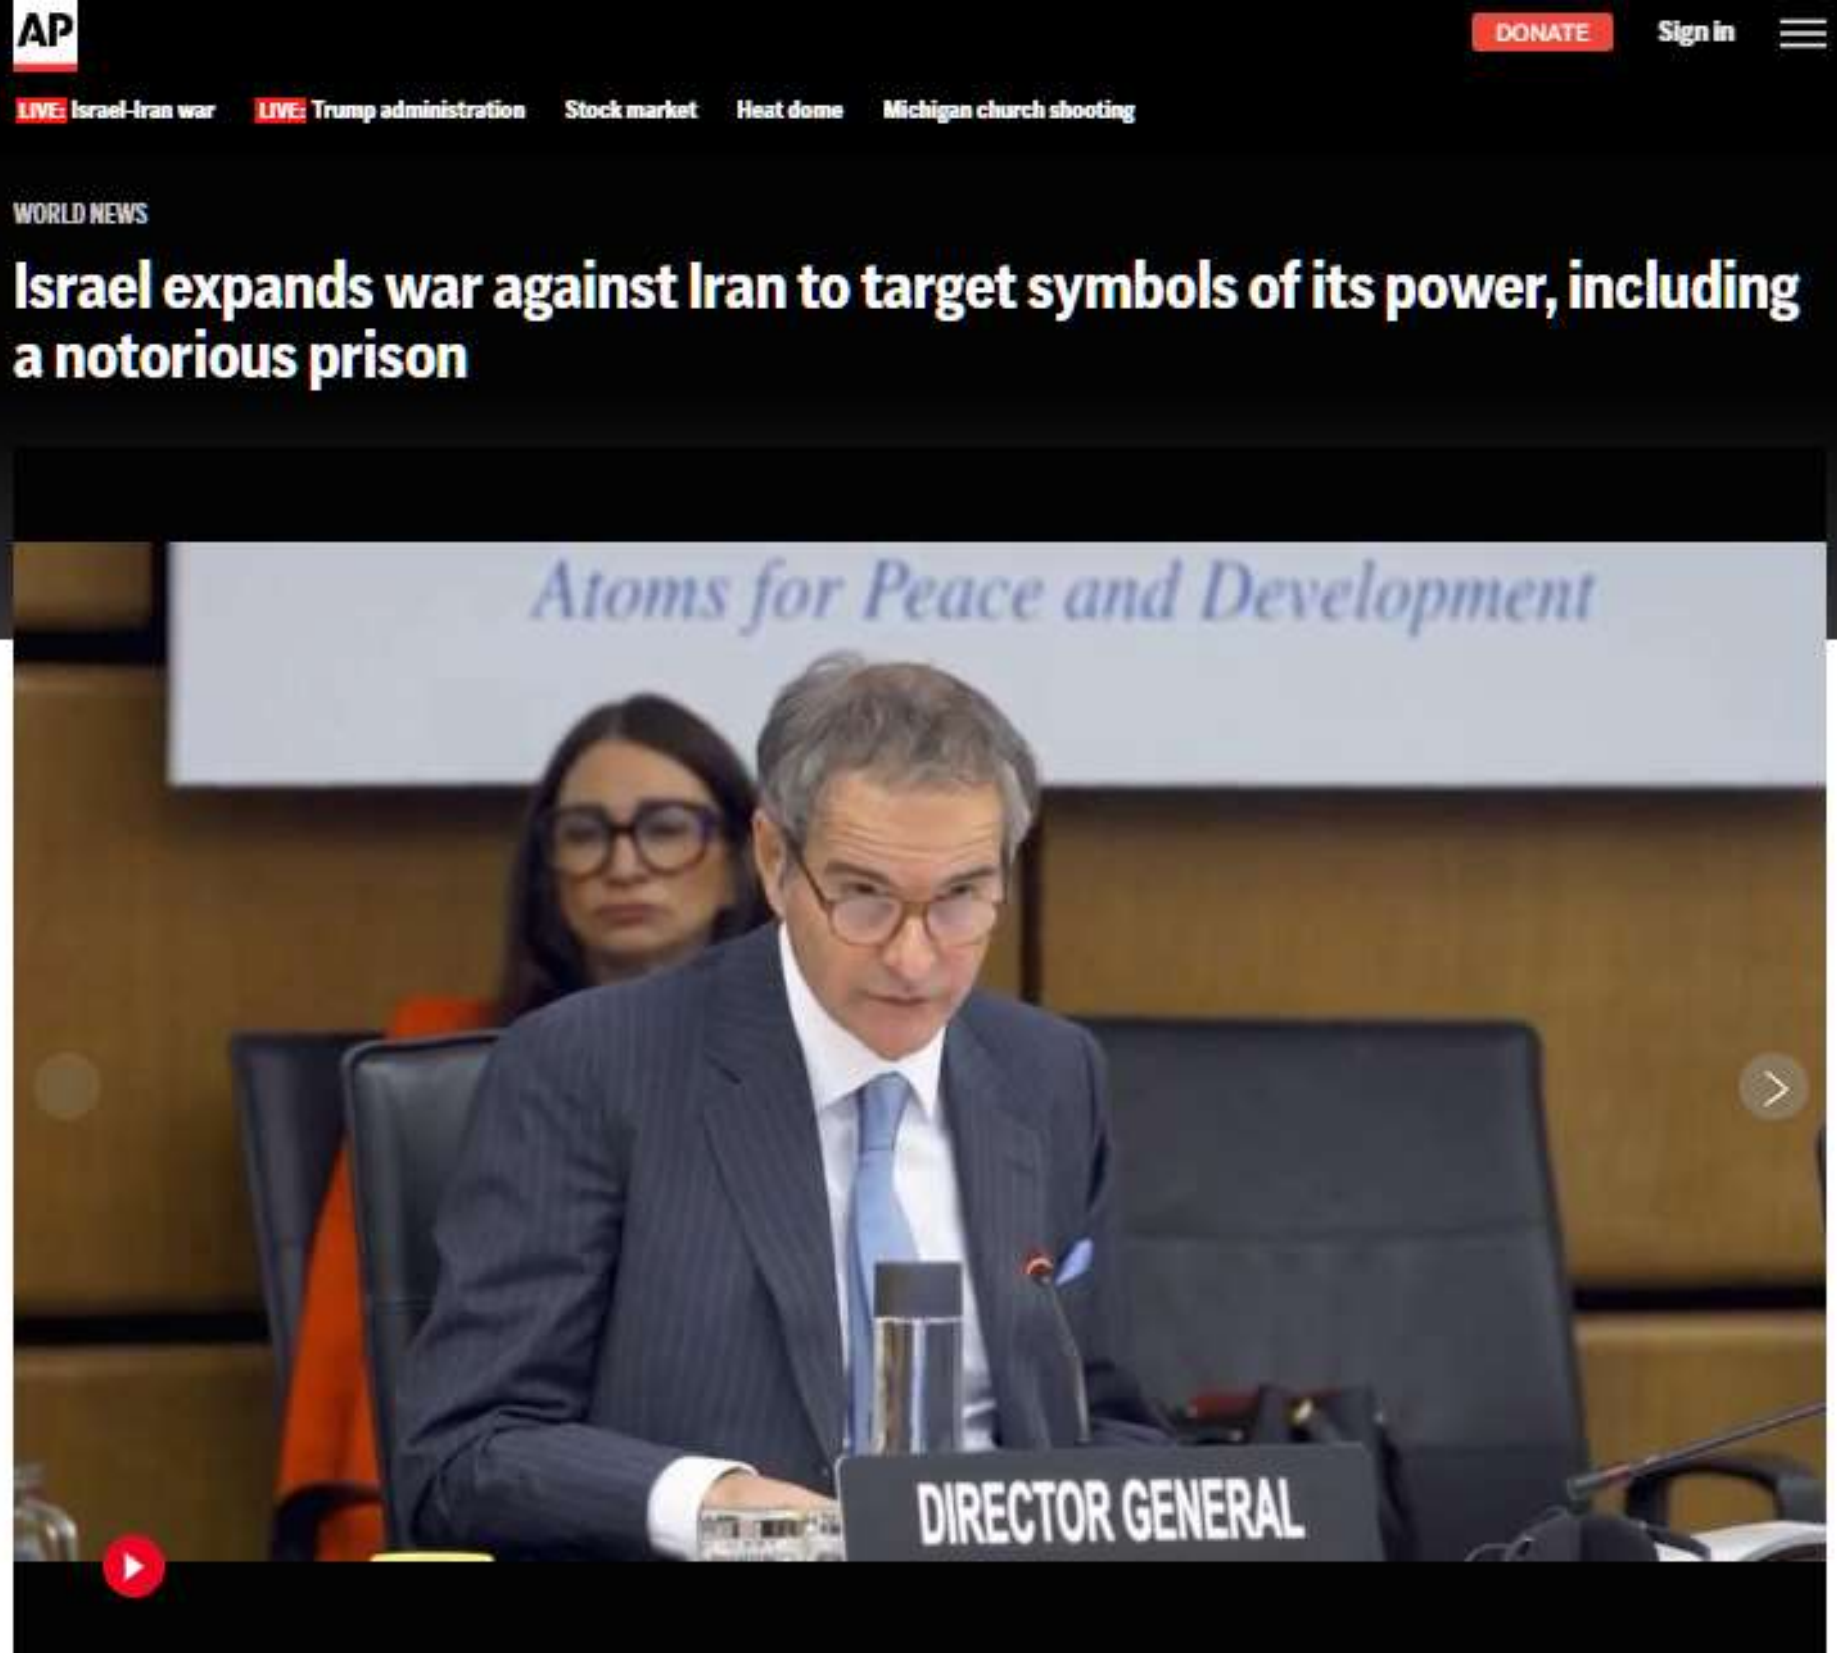 AP
DONATE
Sign in
LIVE: Israel-Iran war LIVE: Trump administration Stock market Heat dome Michigan church shooting
WORLD NEWS
Israel expands war against Iran to target symbols of its power, including
a notorious prison
Atoms for Peace and Development
DIRECTOR GENERAL